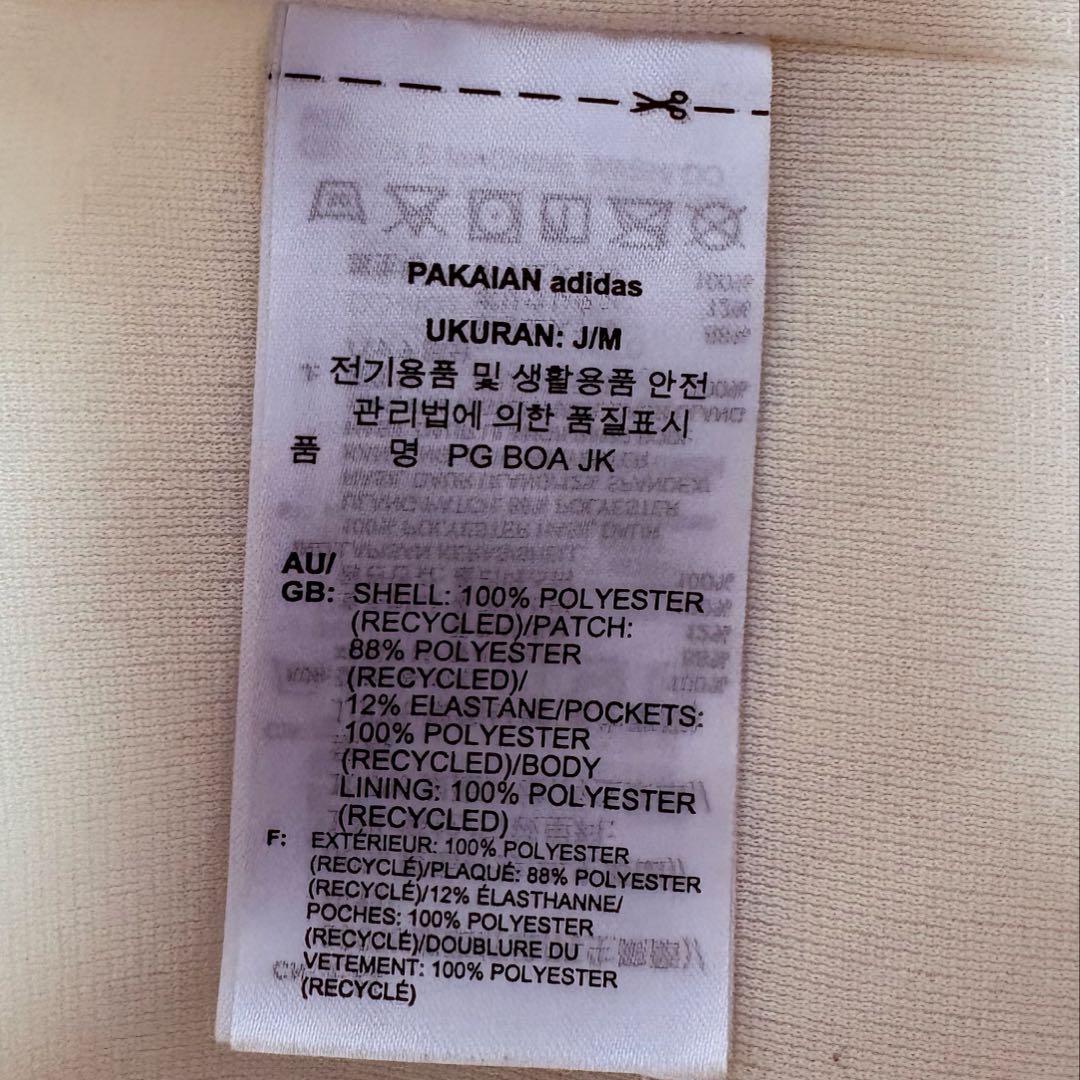 PAKAIAN adidas
UKURAN: J/M
전기용품 및 생활용품 안전
관리법에 의한 품질표시
품 명 PG BOA JK
AU/
GB: SHELL: 100% POLYESTER
(RECYCLED)/PATCH:
88% POLYESTER
(RECYCLED)/
12% ELASTANE/POCKETS:
100% POLYESTER
(RECYCLED)/BODY
LINING: 100% POLYESTER
(RECYCLED)
F: EXTÉRIEUR: 100% POLYESTER
(RECYCLÉ)/PLAQUÉ: 88% POLYESTER
(RECYCLÉ)/12% ÉLASTHANNE/
POCHES: 100% POLYESTER
(RECYCLÉ)/DOUBLURE DU
VETEMENT: 100% POLYESTER
(RECYCLÉ)